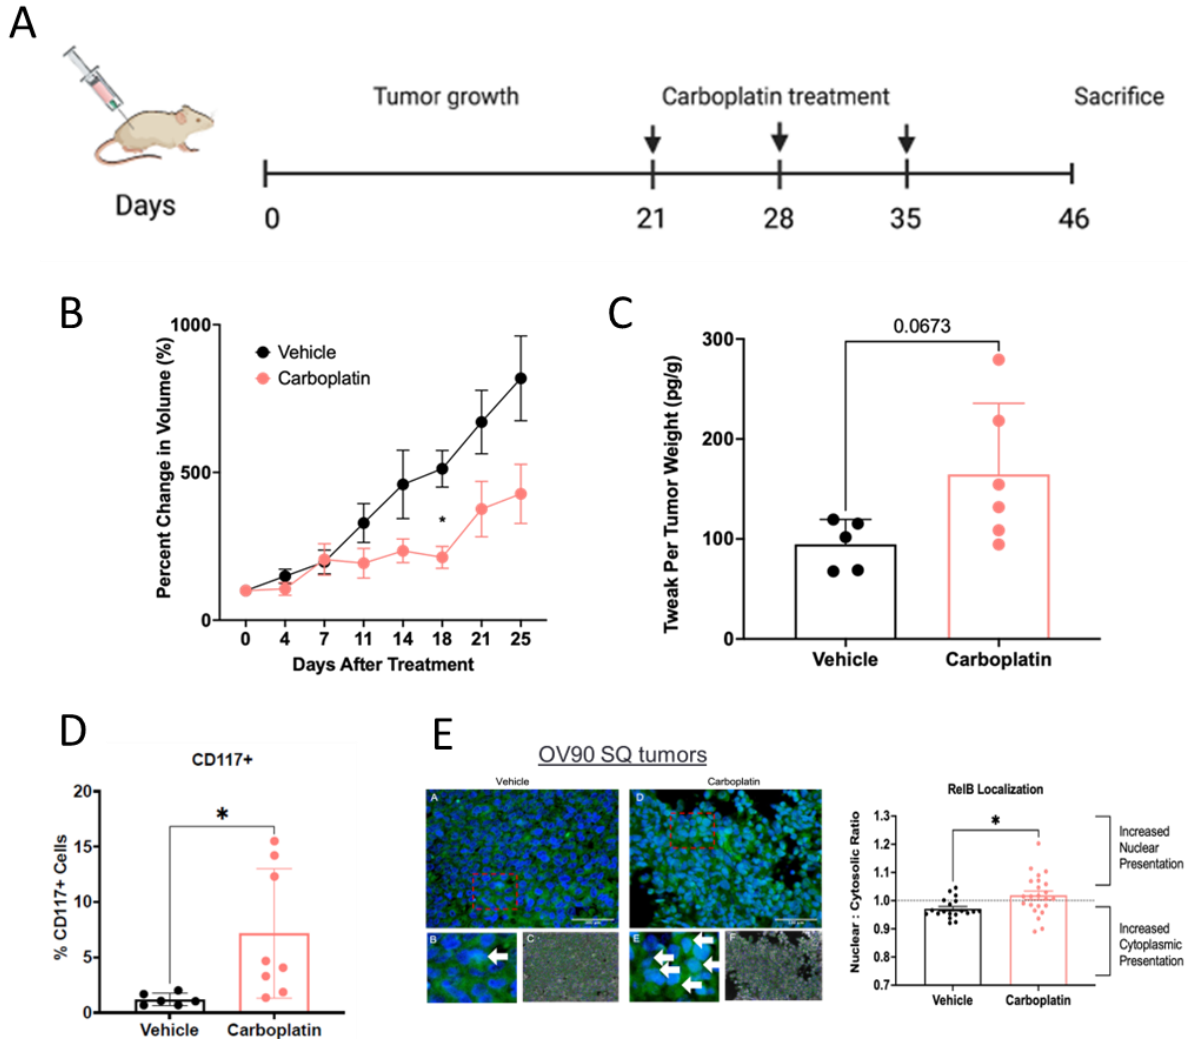 A
Tumor growth
Carboplatin treatment
Sacrifice
Days
0
21
28
35
46
B
Percent Change in Volume (%)
1000
500
0
Vehicle
Carboplatin
*
0 4 7 11 14 18 21 25
Days After Treatment
C
Tweak Per Tumor Weight (pg/g)
0.0673
300
200
100
0
Vehicle
Carboplatin
D
CD117+
% CD117+ Cells
20
15
10
5
0
*
Vehicle
Carboplatin
E
OV90 SQ tumors
Vehicle
Carboplatin
A
D
B
C
E
F
RelB Localization
Nuclear : Cytosolic Ratio
1.3
1.2
1.1
1.0
0.9
0.8
0.7
*
Vehicle
Carboplatin
Increased
Nuclear
Presentation
Increased
Cytoplasmic
Presentation